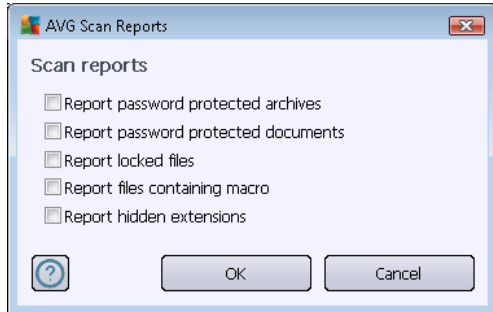 AVG Scan Reports
Scan reports
Report password protected archives
Report password protected documents
Report locked files
Report files containing macro
Report hidden extensions
? OK Cancel